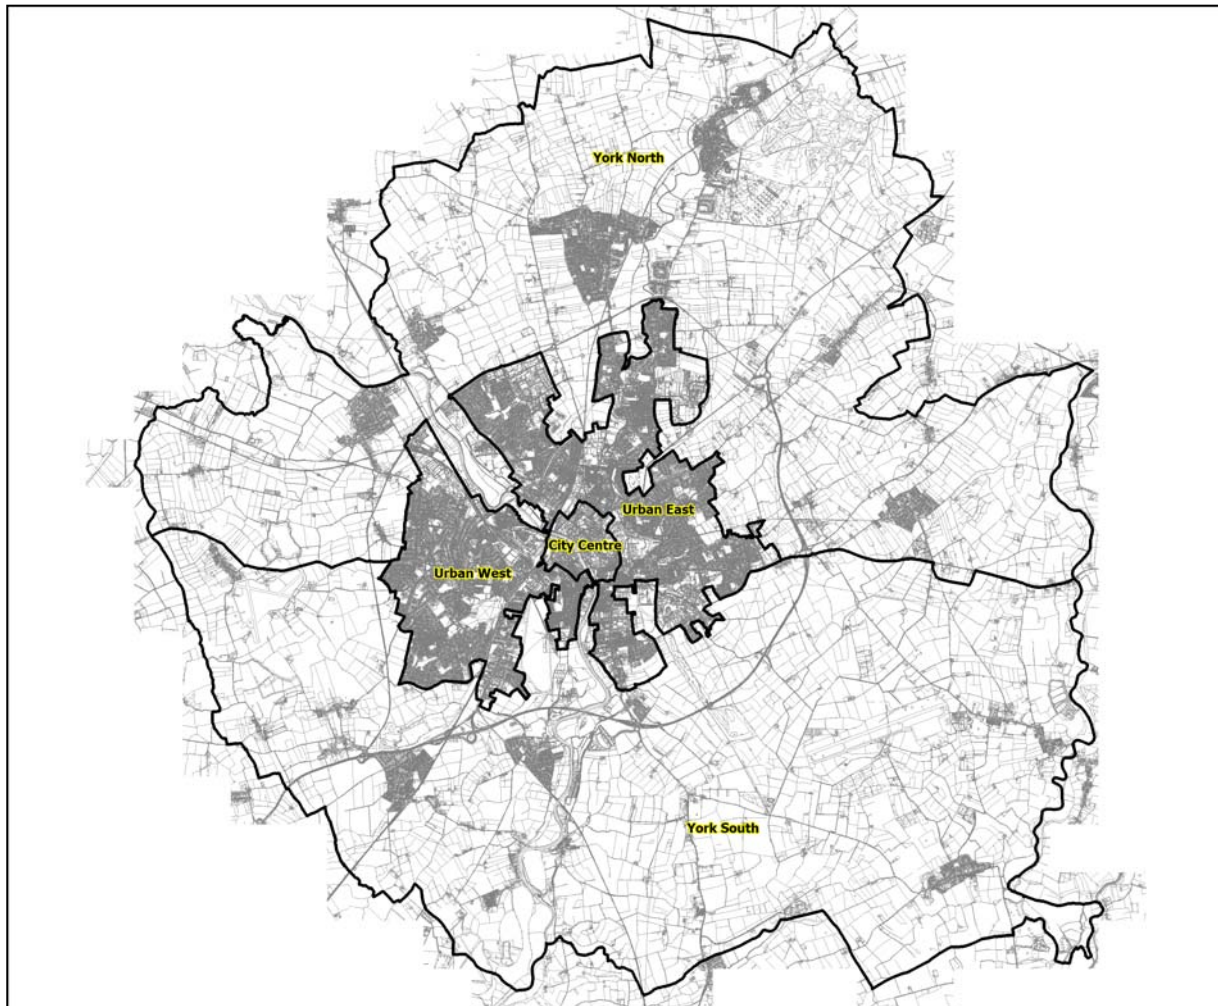 York North
Urban East
City Centre
Urban West
York South